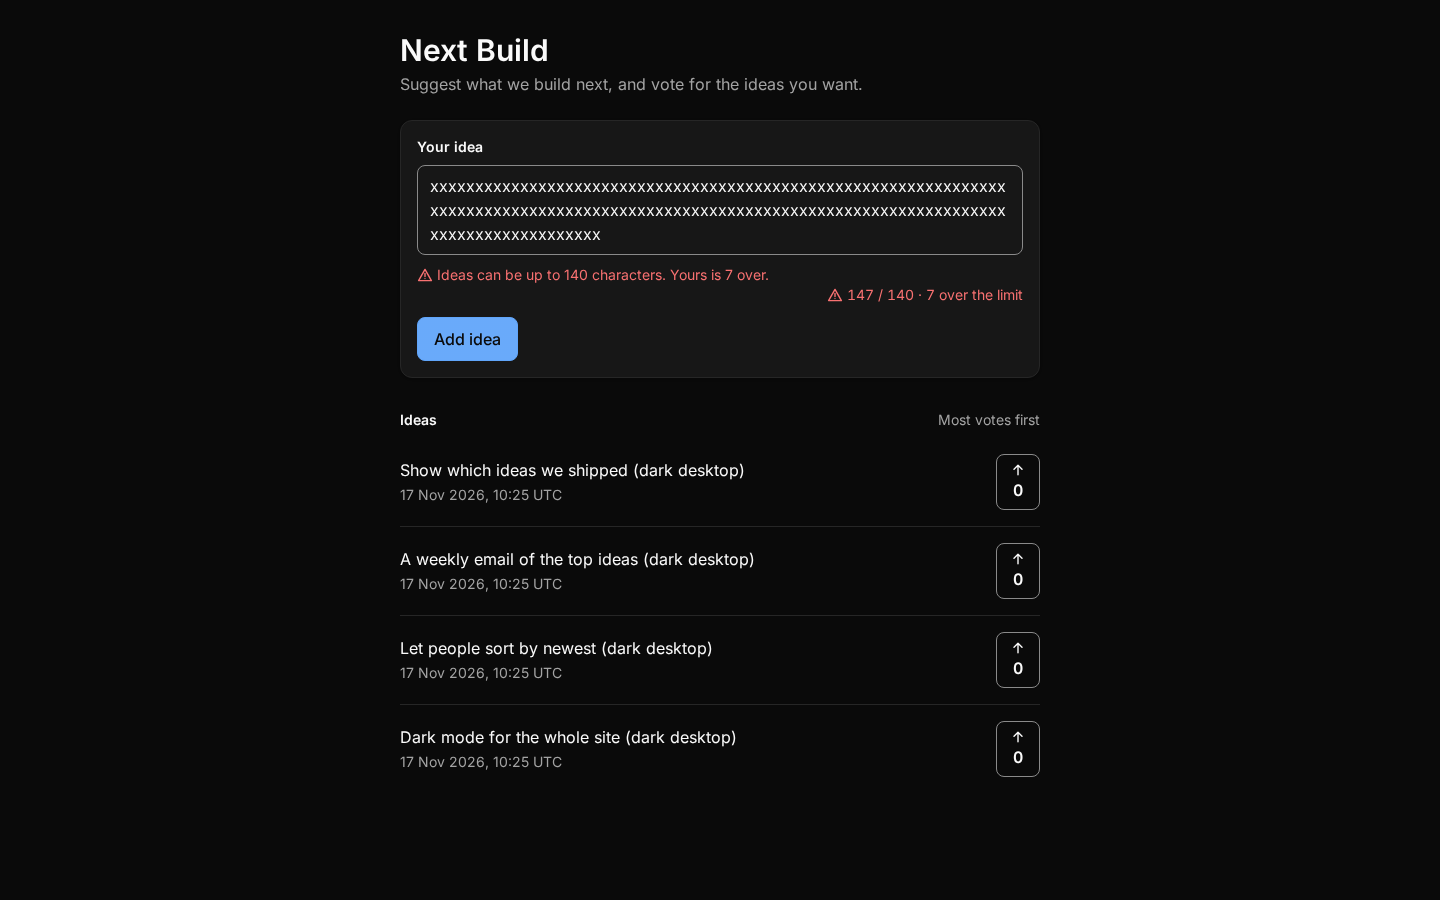 Next Build
Suggest what we build next, and vote for the ideas you want.
Your idea
xxxxxxxxxxxxxxxxxxxxxxxxxxxxxxxxxxxxxxxxxxxxxxxxxxxxxxxxxxxxxxxx
xxxxxxxxxxxxxxxxxxxxxxxxxxxxxxxxxxxxxxxxxxxxxxxxxxxxxxxxxxxxxxxx
xxxxxxxxxxxxxxxxxxx
Ideas can be up to 140 characters. Yours is 7 over.
147 / 140 · 7 over the limit
Add idea
Ideas
Most votes first
Show which ideas we shipped (dark desktop)
17 Nov 2026, 10:25 UTC
↑
0
A weekly email of the top ideas (dark desktop)
17 Nov 2026, 10:25 UTC
↑
0
Let people sort by newest (dark desktop)
17 Nov 2026, 10:25 UTC
↑
0
Dark mode for the whole site (dark desktop)
17 Nov 2026, 10:25 UTC
↑
0